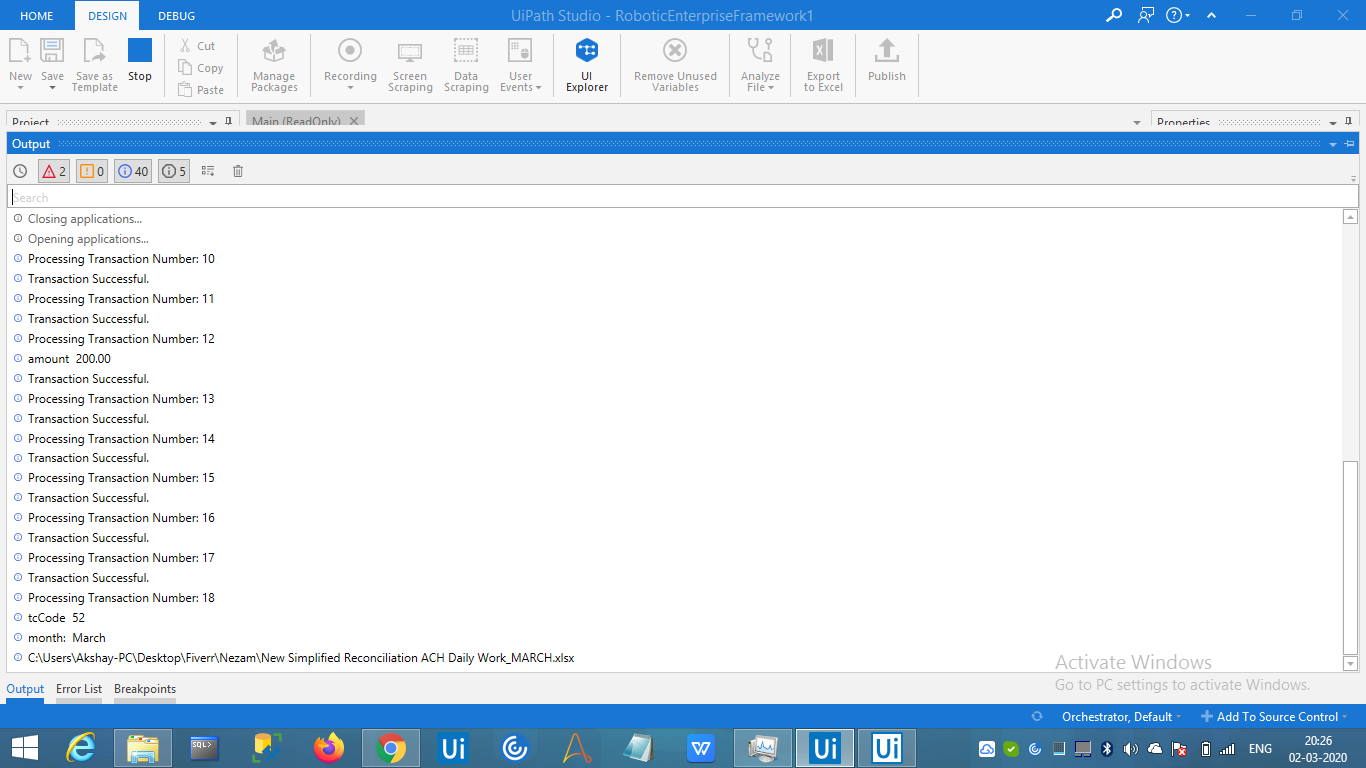 HOME DESIGN DEBUG UiPath Studio - RoboticEnterpriseFramework1
New Save Save as Template Stop Cut Copy Paste Manage Packages Recording Screen Scraping Data Scraping User Events UI Explorer Remove Unused Variables Analyze File Export to Excel Publish
Project Main (ReadOnly) Properties
Output
2 0 40 5
Search
Closing applications...
Opening applications...
Processing Transaction Number: 10
Transaction Successful.
Processing Transaction Number: 11
Transaction Successful.
Processing Transaction Number: 12
amount 200.00
Transaction Successful.
Processing Transaction Number: 13
Transaction Successful.
Processing Transaction Number: 14
Transaction Successful.
Processing Transaction Number: 15
Transaction Successful.
Processing Transaction Number: 16
Transaction Successful.
Processing Transaction Number: 17
Transaction Successful.
Processing Transaction Number: 18
tcCode 52
month: March
C:\Users\Akshay-PC\Desktop\Fiverr\Nezam\New Simplified Reconciliation ACH Daily Work_MARCH.xlsx
Activate Windows
Go to PC settings to activate Windows.
Output Error List Breakpoints
Orchestrator, Default Add To Source Control
SQL> Ui W Ui Ui ENG 20:26
02-03-2020